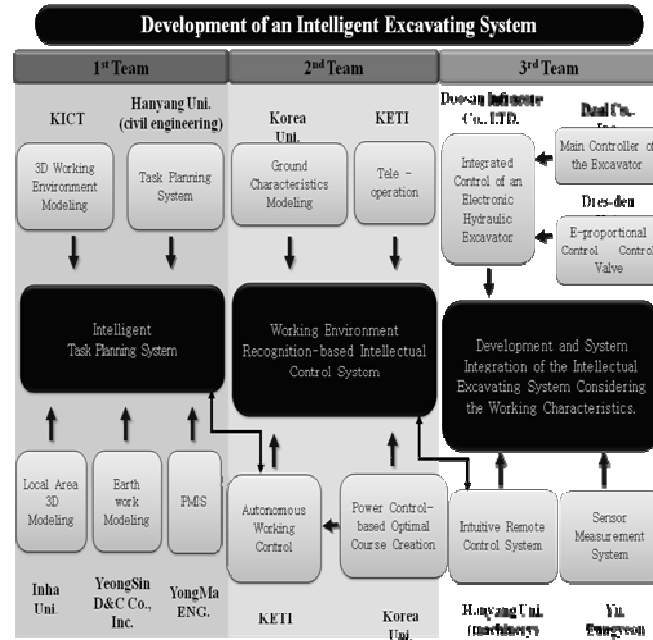 Development of an Intelligent Excavating System
1st Team
2nd Team
3rd Team
KICT
Hanyang Uni.
(civil engineering)
Korea
Uni.
KETI
Co., LTD.
3D Working
Environment
Modeling
Task Planning
System
Ground
Characteristics
Modeling
Tele -
operation
Integrated
Control of an
Electronic
Hydraulic
Excavator
Main Controller of
the Excavator
Dres-den
E-proportional
Control Control
Valve
Intelligent
Task Planning System
Working Environment
Recognition-based Intellectual
Control System
Development and System
Integration of the Intellectual
Excavating System Considering
the Working Characteristics.
Local Area
3D
Modeling
Earth
work
Modeling
PMIS
Autonomous
Working
Control
Power Control-
based Optimal
Course Creation
Intuitive Remote
Control System
Sensor
Measurement
System
Inha
Uni.
YeongSin
D&C Co.,
Inc.
YongMa
ENG.
KETI
Korea
Uni.
Hanyang Uni.
(machinery)